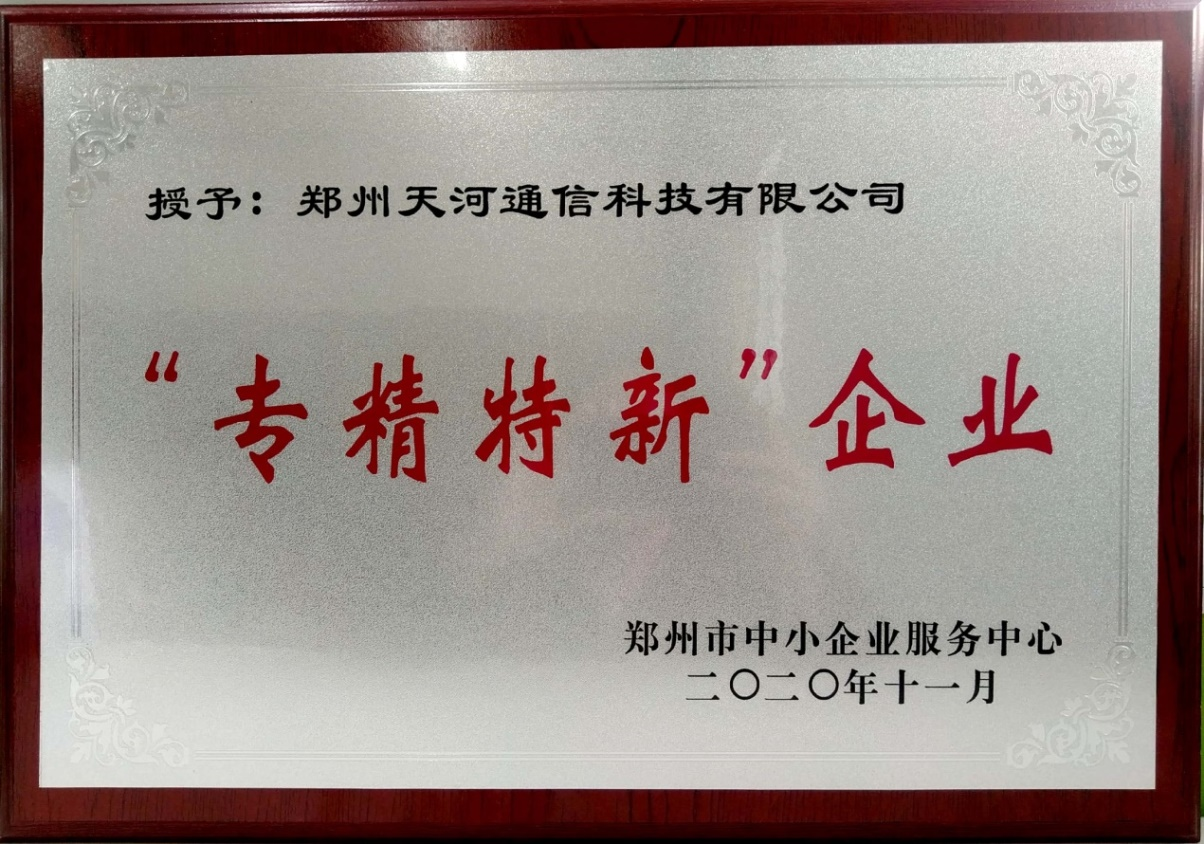 授予：郑州天河通信科技有限公司
“专精特新”企业
郑州市中小企业服务中心
二〇二〇年十一月